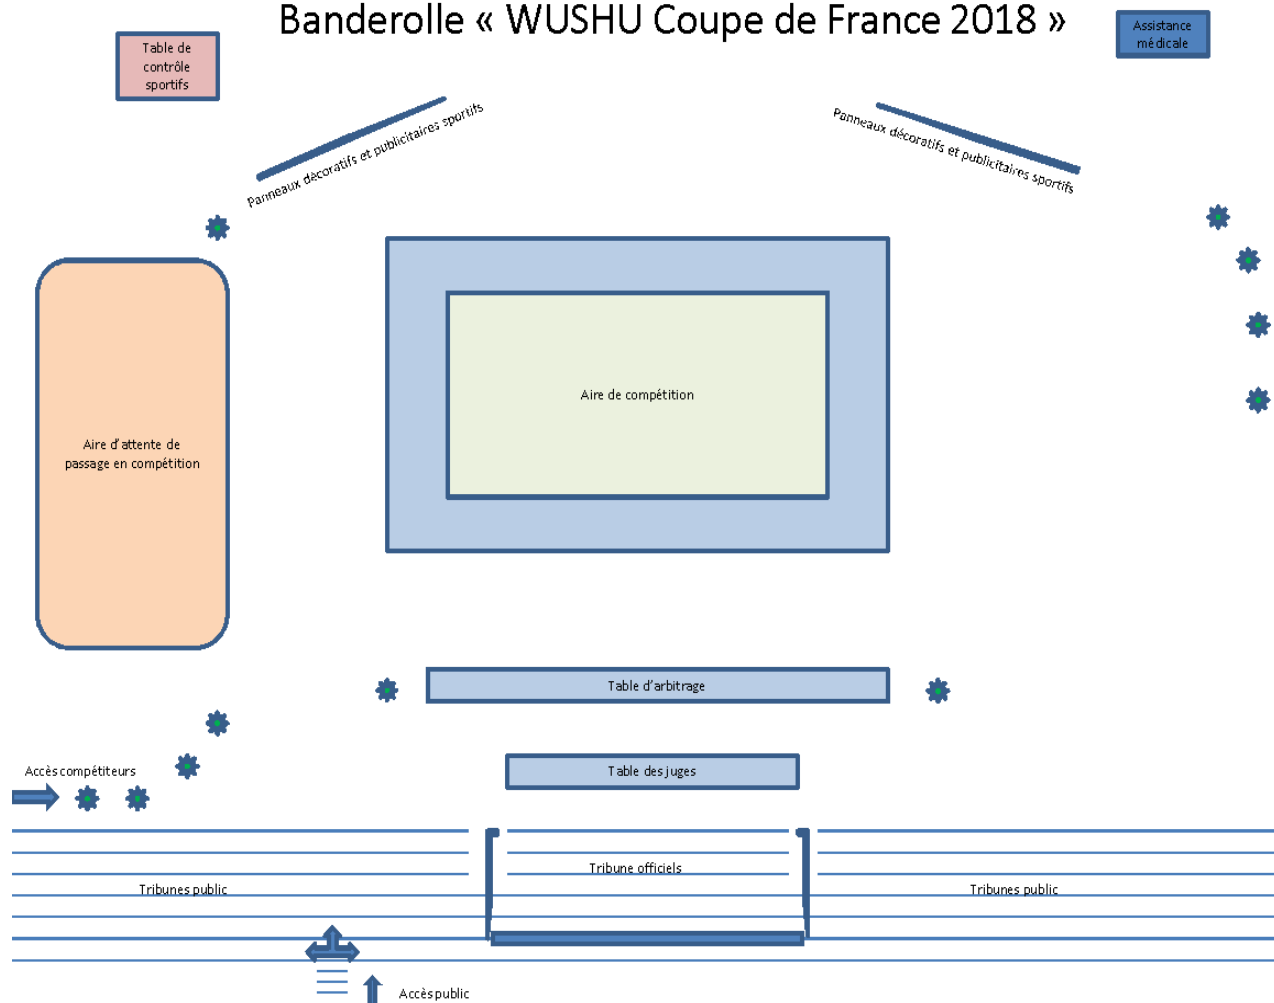 Banderolle « WUSHU Coupe de France 2018 »
Table de
contrôle
sportifs
Assistance
médicale
Panneaux décoratifs et publicitaires sportifs
Panneaux décoratifs et publicitaires sportifs
Aire de compétition
Aire d'attente de
passage en compétition
Table d'arbitrage
Table des juges
Accès compétiteurs
Tribune officiels
Tribunes public
Tribunes public
Accès public